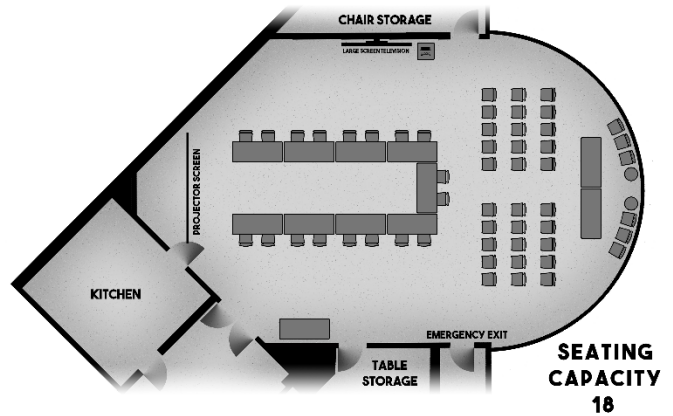 CHAIR STORAGE
LARGE SCREEN TELEVISION
PROJECTOR SCREEN
KITCHEN
EMERGENCY EXIT
TABLE
STORAGE
SEATING
CAPACITY
18